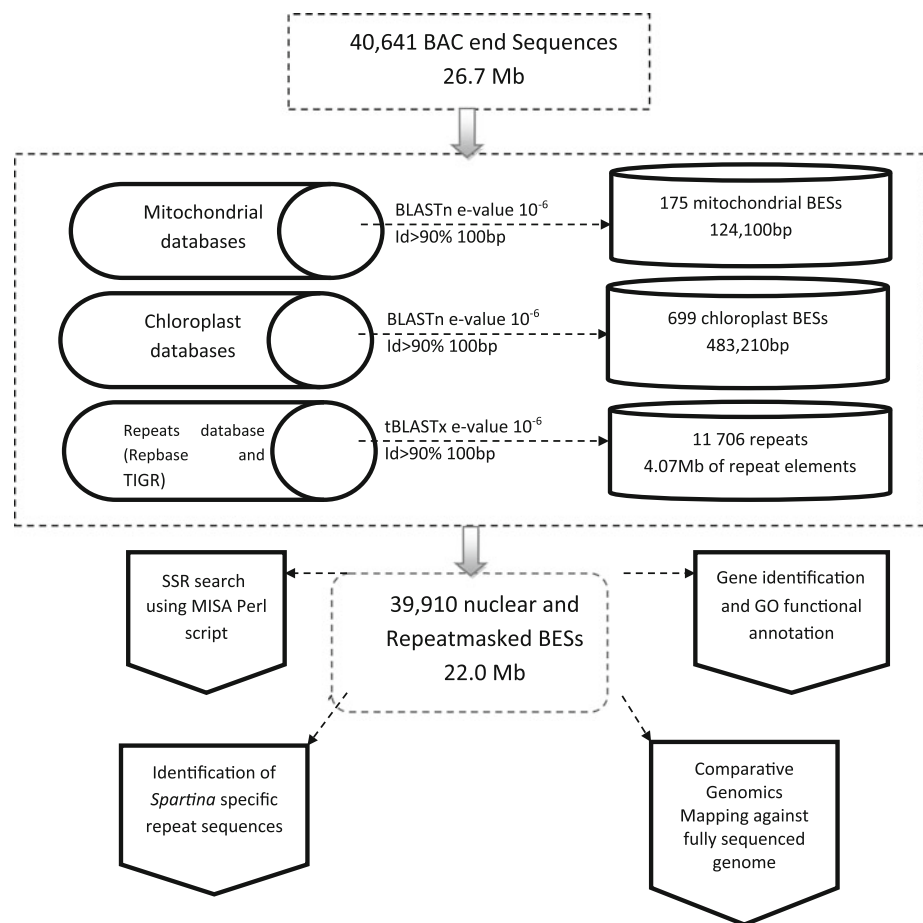 40,641 BAC end Sequences
26.7 Mb
Mitochondrial
databases
BLASTn e-value 10⁻⁶
Id>90% 100bp
175 mitochondrial BESs
124,100bp
Chloroplast
databases
BLASTn e-value 10⁻⁶
Id>90% 100bp
699 chloroplast BESs
483,210bp
Repeats database
(Repbase and
TIGR)
tBLASTx e-value 10⁻⁶
Id>90% 100bp
11 706 repeats
4.07Mb of repeat elements
SSR search
using MISA Perl
script
39,910 nuclear and
Repeatmasked BESs
22.0 Mb
Gene identification
and GO functional
annotation
Identification of
Spartina specific
repeat sequences
Comparative
Genomics
Mapping against
fully sequenced
genome